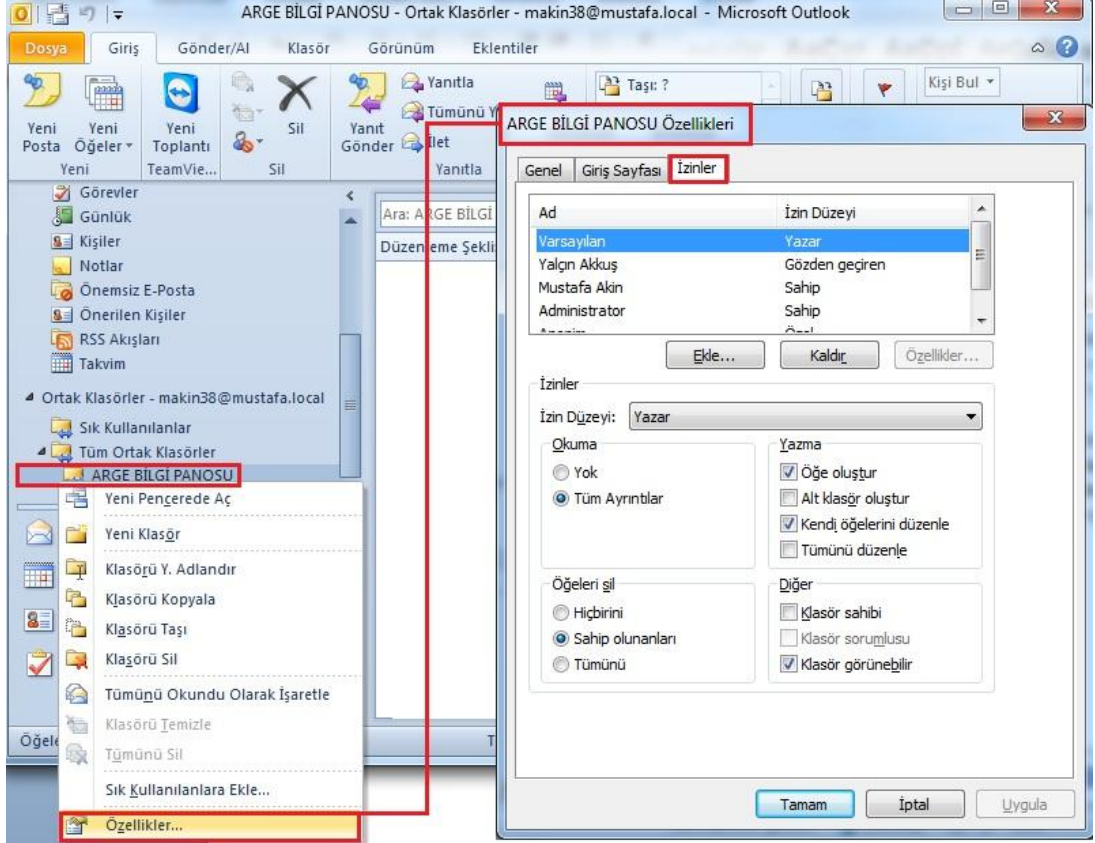 ARGE BİLGİ PANOSU - Ortak Klasörler - makin38@mustafa.local - Microsoft Outlook
Dosya Giriş Gönder/Al Klasör Görünüm Eklentiler
Yeni Posta
Yeni Öğeler
Yeni Toplantı
Sil
Yanıt Gönder
Yanıtla
Tümünü Y
İlet
Taşı: ?
Kişi Bul
Yeni TeamVie... Sil Yanıtla
Görevler
Günlük
Kişiler
Notlar
Önemsiz E-Posta
Önerilen Kişiler
RSS Akışları
Takvim
Ortak Klasörler - makin38@mustafa.local
Sık Kullanılanlar
Tüm Ortak Klasörler
ARGE BİLGİ PANOSU
Ara: ARGE BİLGİ
Düzenleme Şekli:
Yeni Pencerede Aç
Yeni Klasör
Klasörü Y. Adlandır
Klasörü Kopyala
Klasörü Taşı
Klasörü Sil
Tümünü Okundu Olarak İşaretle
Klasörü Temizle
Tümünü Sil
Sık Kullanılanlara Ekle...
Özellikler...
ARGE BİLGİ PANOSU Özellikleri
Genel Giriş Sayfası İzinler
Ad İzin Düzeyi
Varsayılan Yazar
Yalçın Akkuş Gözden geçiren
Mustafa Akin Sahip
Administrator Sahip
Ekle... Kaldır Özellikler...
İzinler
İzin Düzeyi: Yazar
Okuma
Yok
Tüm Ayrıntılar
Yazma
Öğe oluştur
Alt klasör oluştur
Kendi öğelerini düzenle
Tümünü düzenle
Öğeleri sil
Hiçbirini
Sahip olunanları
Tümünü
Diğer
Klasör sahibi
Klasör sorumlusu
Klasör görünebilir
Tamam İptal Uygula